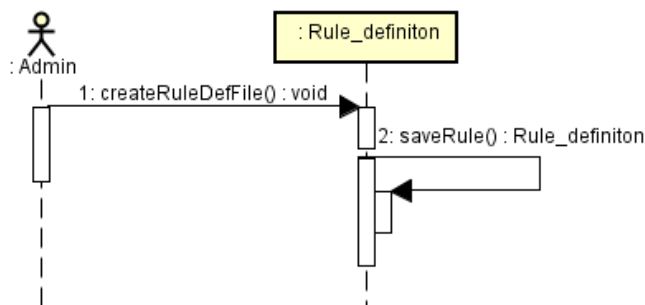 : Rule_definiton
: Admin
1: createRuleDefFile() : void
2: saveRule() : Rule_definiton